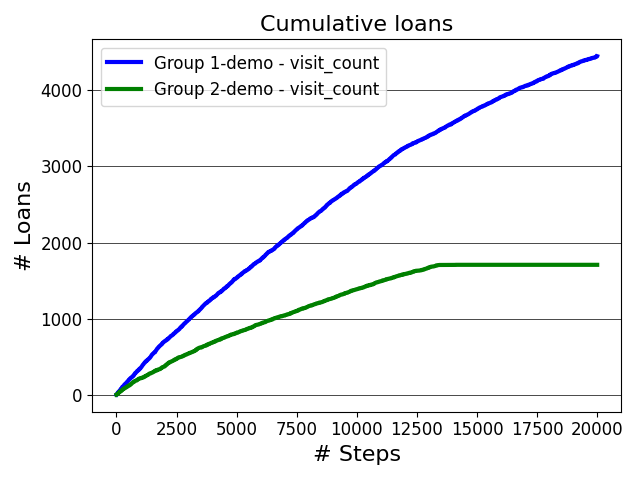 Cumulative loans
Group 1-demo - visit_count
Group 2-demo - visit_count
# Loans
4000
3000
2000
1000
0
0 2500 5000 7500 10000 12500 15000 17500 20000
# Steps